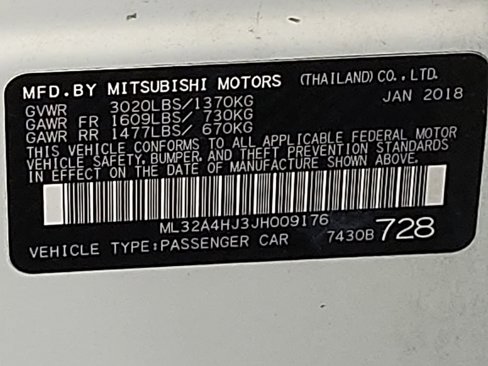 MFD.BY MITSUBISHI MOTORS (THAILAND) CO.,LTD.
GVWR 3020LBS/1370KG JAN 2018
GAWR FR 1609LBS/ 730KG
GAWR RR 1477LBS/ 670KG
THIS VEHICLE CONFORMS TO ALL APPLICABLE FEDERAL MOTOR
VEHICLE SAFETY, BUMPER, AND THEFT PREVENTION STANDARDS
IN EFFECT ON THE DATE OF MANUFACTURE SHOWN ABOVE.
ML32A4HJ3JH009176
VEHICLE TYPE:PASSENGER CAR 7430B 728